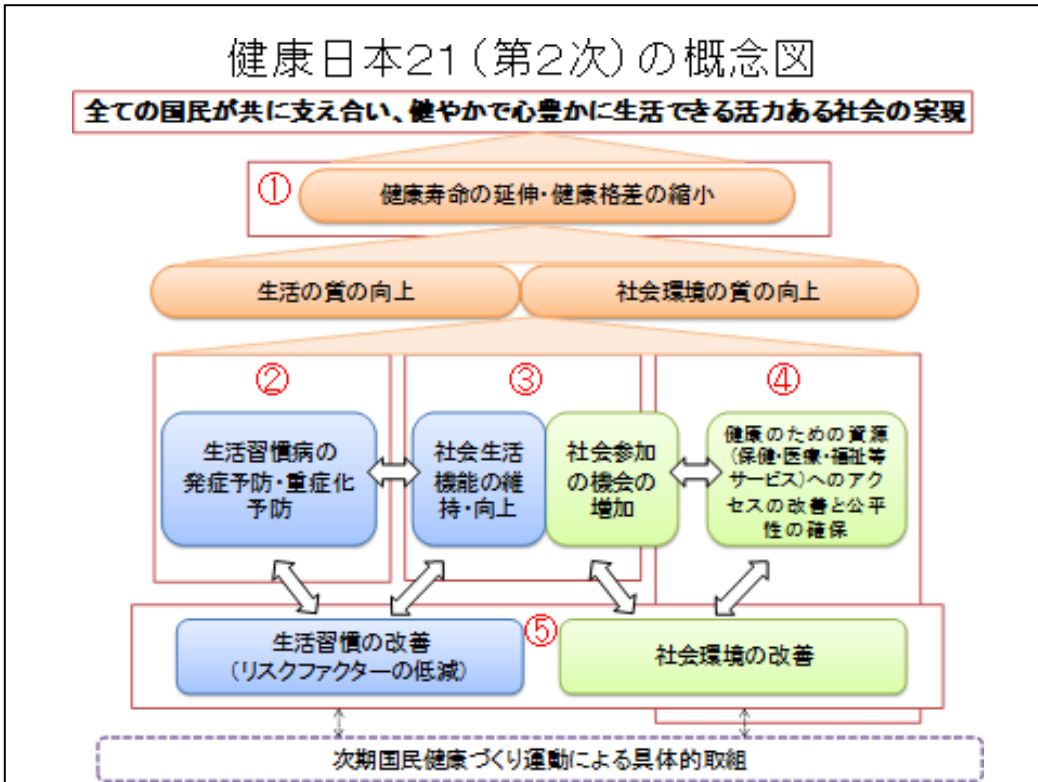 健康日本21(第2次)の概念図
全ての国民が共に支え合い、健やかで心豊かに生活できる活力ある社会の実現
①
健康寿命の延伸・健康格差の縮小
生活の質の向上
社会環境の質の向上
②
③
④
生活習慣病の
発症予防・重症化
予防
社会生活
機能の維
持・向上
社会参加
の機会の
増加
健康のための資源
(保健・医療・福祉等
サービス)へのアク
セスの改善と公平
性の確保
⑤
生活習慣の改善
(リスクファクターの低減)
社会環境の改善
次期国民健康づくり運動による具体的取組